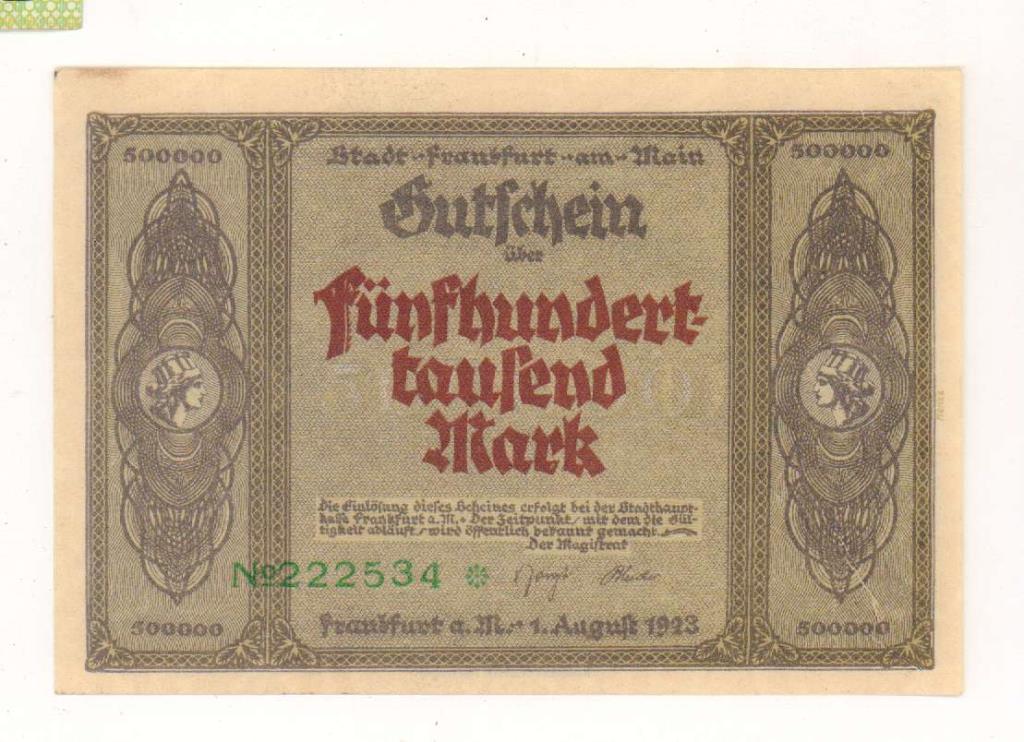 500000
500000
Stadt-Frankfurt-am-Main
Gutschein
über
Fünfhundert-
tausend
Mark
Die Einlösung dieses Scheines erfolgt bei der Stadthaupt-
kasse Frankfurt a.M. Der Zeitpunkt, mit dem die Gül-
tigkeit abläuft, wird öffentlich bekannt gemacht.
Der Magistrat
№222534 *
Frankfurt a.M. 1. August 1923
500000
500000